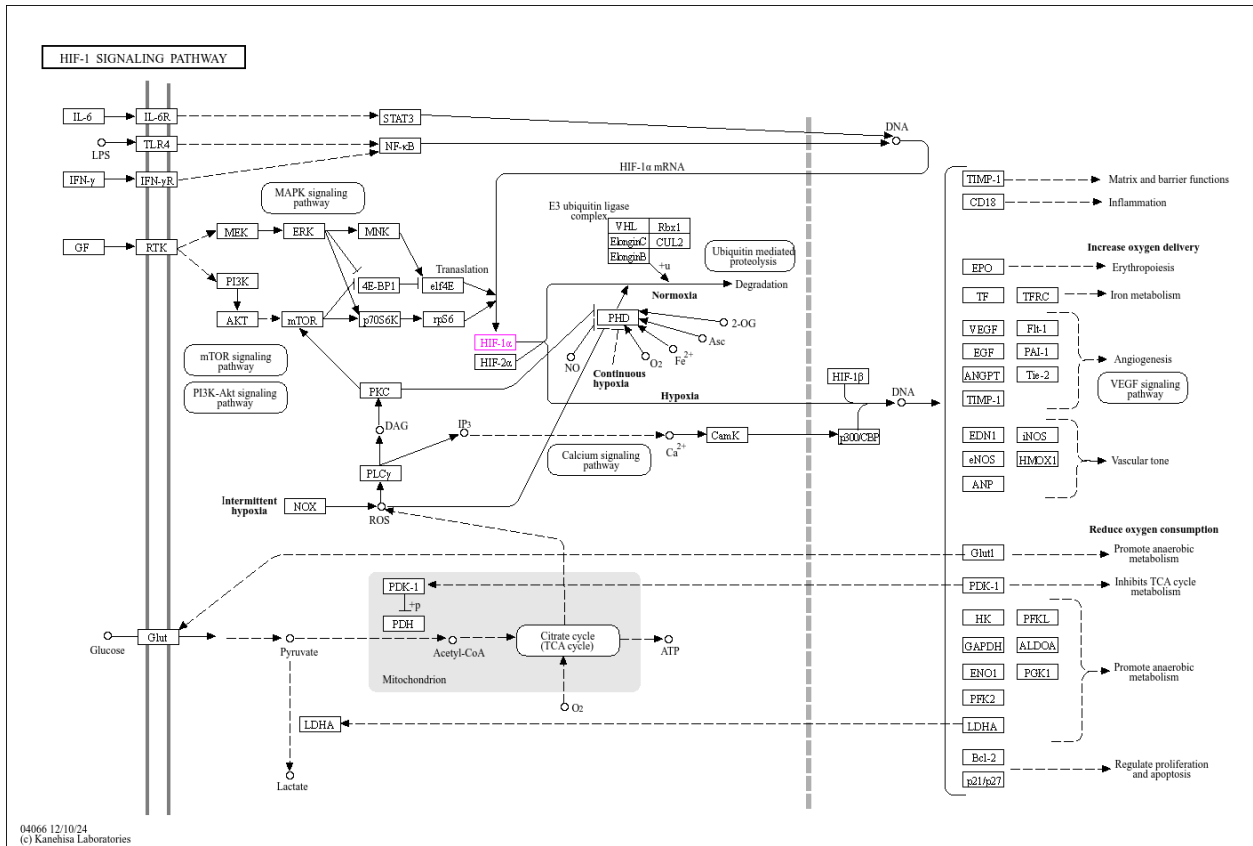 HIF-1 SIGNALING PATHWAY
IL-6
IL-6R
STAT3
DNA
LPS
TLR4
NF-κB
HIF-1α mRNA
IFN-γ
IFN-γR
MAPK signaling
pathway
GF
RTK
MEK
ERK
MNK
PI3K
4E-BP1
eIf4E
Tranaslation
AKT
mTOR
p70S6K
rpS6
mTOR signaling
pathway
PI3K-Akt signaling
pathway
E3 ubiquitin ligase
complex
VHL
Rbx1
ElonginC
CUL2
ElonginB
+u
Ubiquitin mediated
proteolysis
Degradation
Normoxia
HIF-1α
HIF-2α
PHD
2-OG
Asc
Fe2+
O2
NO
Continuous
hypoxia
Hypoxia
HIF-1β
DNA
PKC
DAG
IP3
PLCγ
Calcium signaling
pathway
Ca2+
CamK
p300/CBP
Intermittent
hypoxia
NOX
ROS
PDK-1
+p
PDH
Citrate cycle
(TCA cycle)
Acetyl-CoA
Mitochondrion
ATP
O2
Glucose
Glut
Pyruvate
LDHA
Lactate
TIMP-1
Matrix and barrier functions
CD18
Inflammation
Increase oxygen delivery
EPO
Erythropoiesis
TF
TFRC
Iron metabolism
VEGF
Flt-1
EGF
PAI-1
Angiogenesis
ANGPT
Tie-2
VEGF signaling
pathway
TIMP-1
EDN1
iNOS
eNOS
HMOX1
Vascular tone
ANP
Reduce oxygen consumption
Glut1
Promote anaerobic
metabolism
PDK-1
Inhibits TCA cycle
metabolism
HK
PFKL
GAPDH
ALDOA
ENO1
PGK1
Promote anaerobic
metabolism
PFK2
LDHA
Bcl-2
p21/p27
Regulate proliferation
and apoptosis
04066 12/10/24
(c) Kanehisa Laboratories